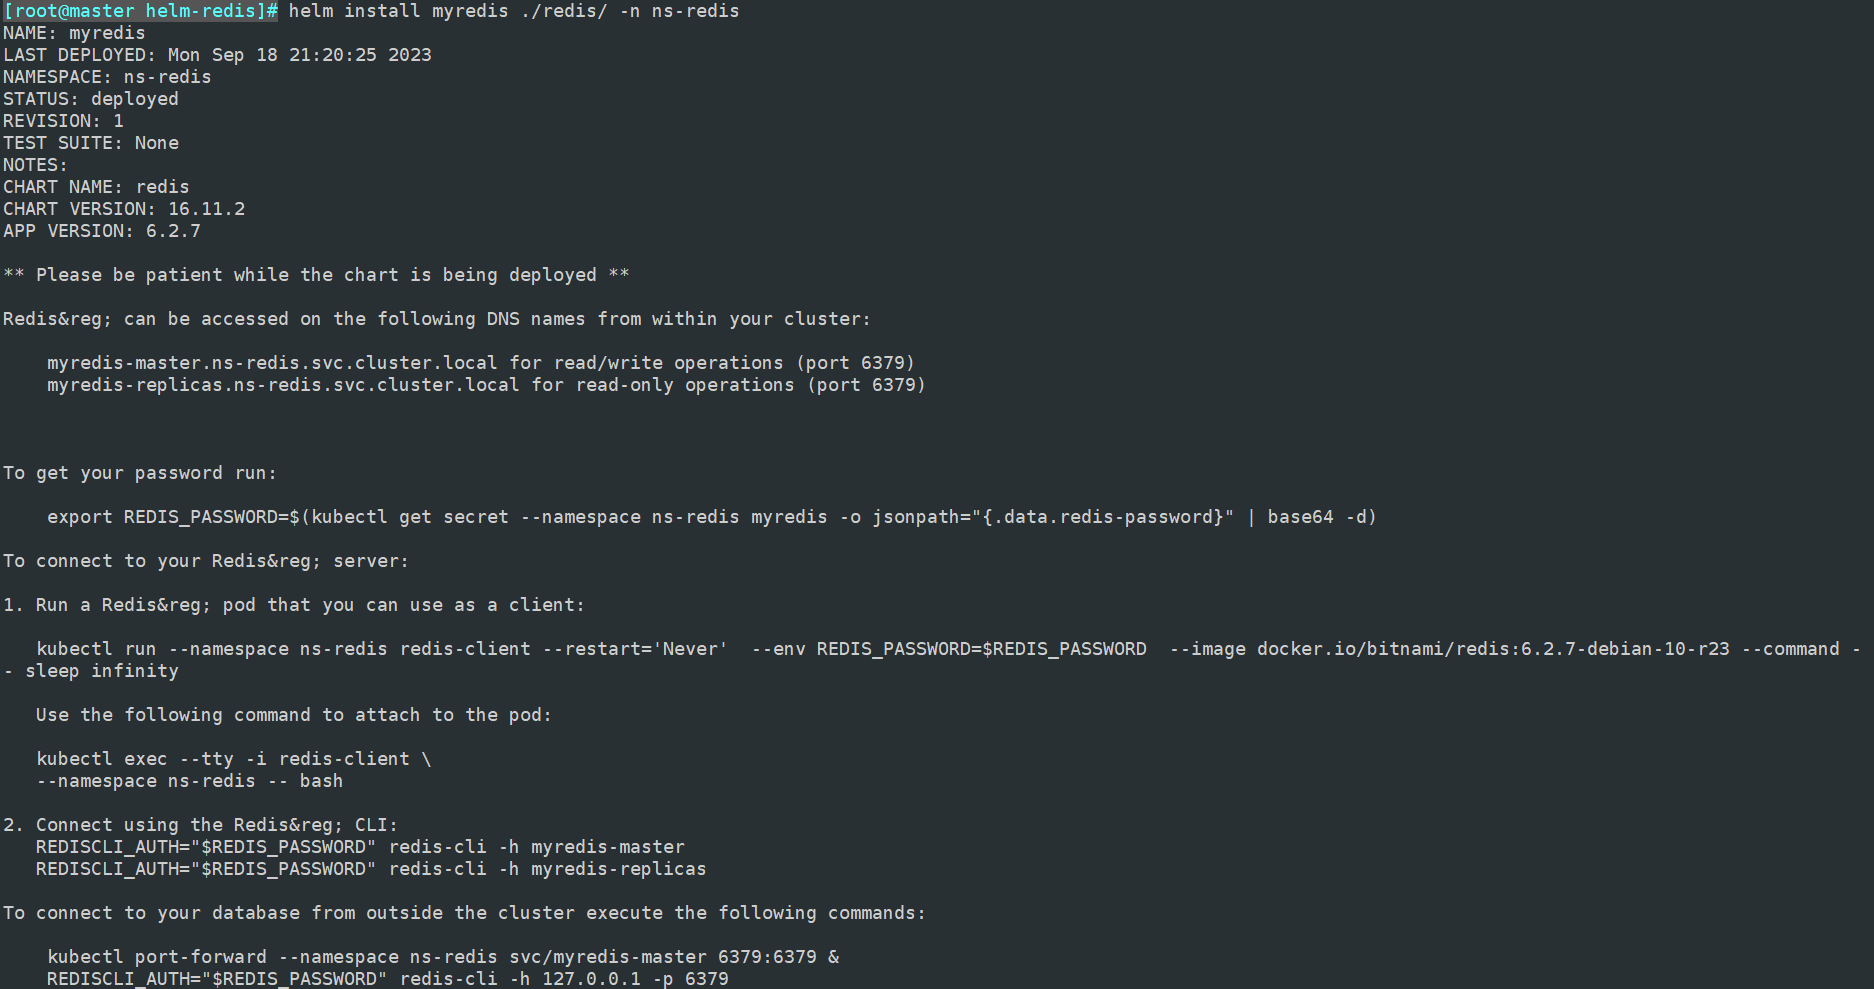 [root@master helm-redis]# helm install myredis ./redis/ -n ns-redis
NAME: myredis
LAST DEPLOYED: Mon Sep 18 21:20:25 2023
NAMESPACE: ns-redis
STATUS: deployed
REVISION: 1
TEST SUITE: None
NOTES:
CHART NAME: redis
CHART VERSION: 16.11.2
APP VERSION: 6.2.7

** Please be patient while the chart is being deployed **

Redis&reg; can be accessed on the following DNS names from within your cluster:

    myredis-master.ns-redis.svc.cluster.local for read/write operations (port 6379)
    myredis-replicas.ns-redis.svc.cluster.local for read-only operations (port 6379)

To get your password run:

    export REDIS_PASSWORD=$(kubectl get secret --namespace ns-redis myredis -o jsonpath="{.data.redis-password}" | base64 -d)

To connect to your Redis&reg; server:

1. Run a Redis&reg; pod that you can use as a client:

   kubectl run --namespace ns-redis redis-client --restart='Never'  --env REDIS_PASSWORD=$REDIS_PASSWORD  --image docker.io/bitnami/redis:6.2.7-debian-10-r23 --command -
- sleep infinity

   Use the following command to attach to the pod:

   kubectl exec --tty -i redis-client \
   --namespace ns-redis -- bash

2. Connect using the Redis&reg; CLI:
   REDISCLI_AUTH="$REDIS_PASSWORD" redis-cli -h myredis-master
   REDISCLI_AUTH="$REDIS_PASSWORD" redis-cli -h myredis-replicas

To connect to your database from outside the cluster execute the following commands:

    kubectl port-forward --namespace ns-redis svc/myredis-master 6379:6379 &
    REDISCLI_AUTH="$REDIS_PASSWORD" redis-cli -h 127.0.0.1 -p 6379